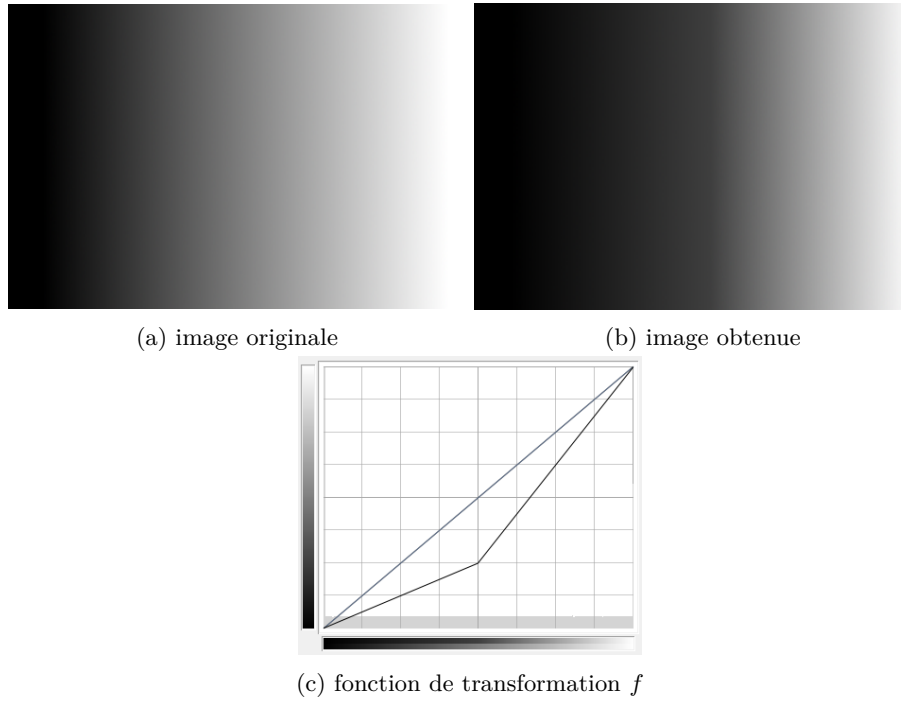 (a) image originale
(b) image obtenue
(c) fonction de transformation f